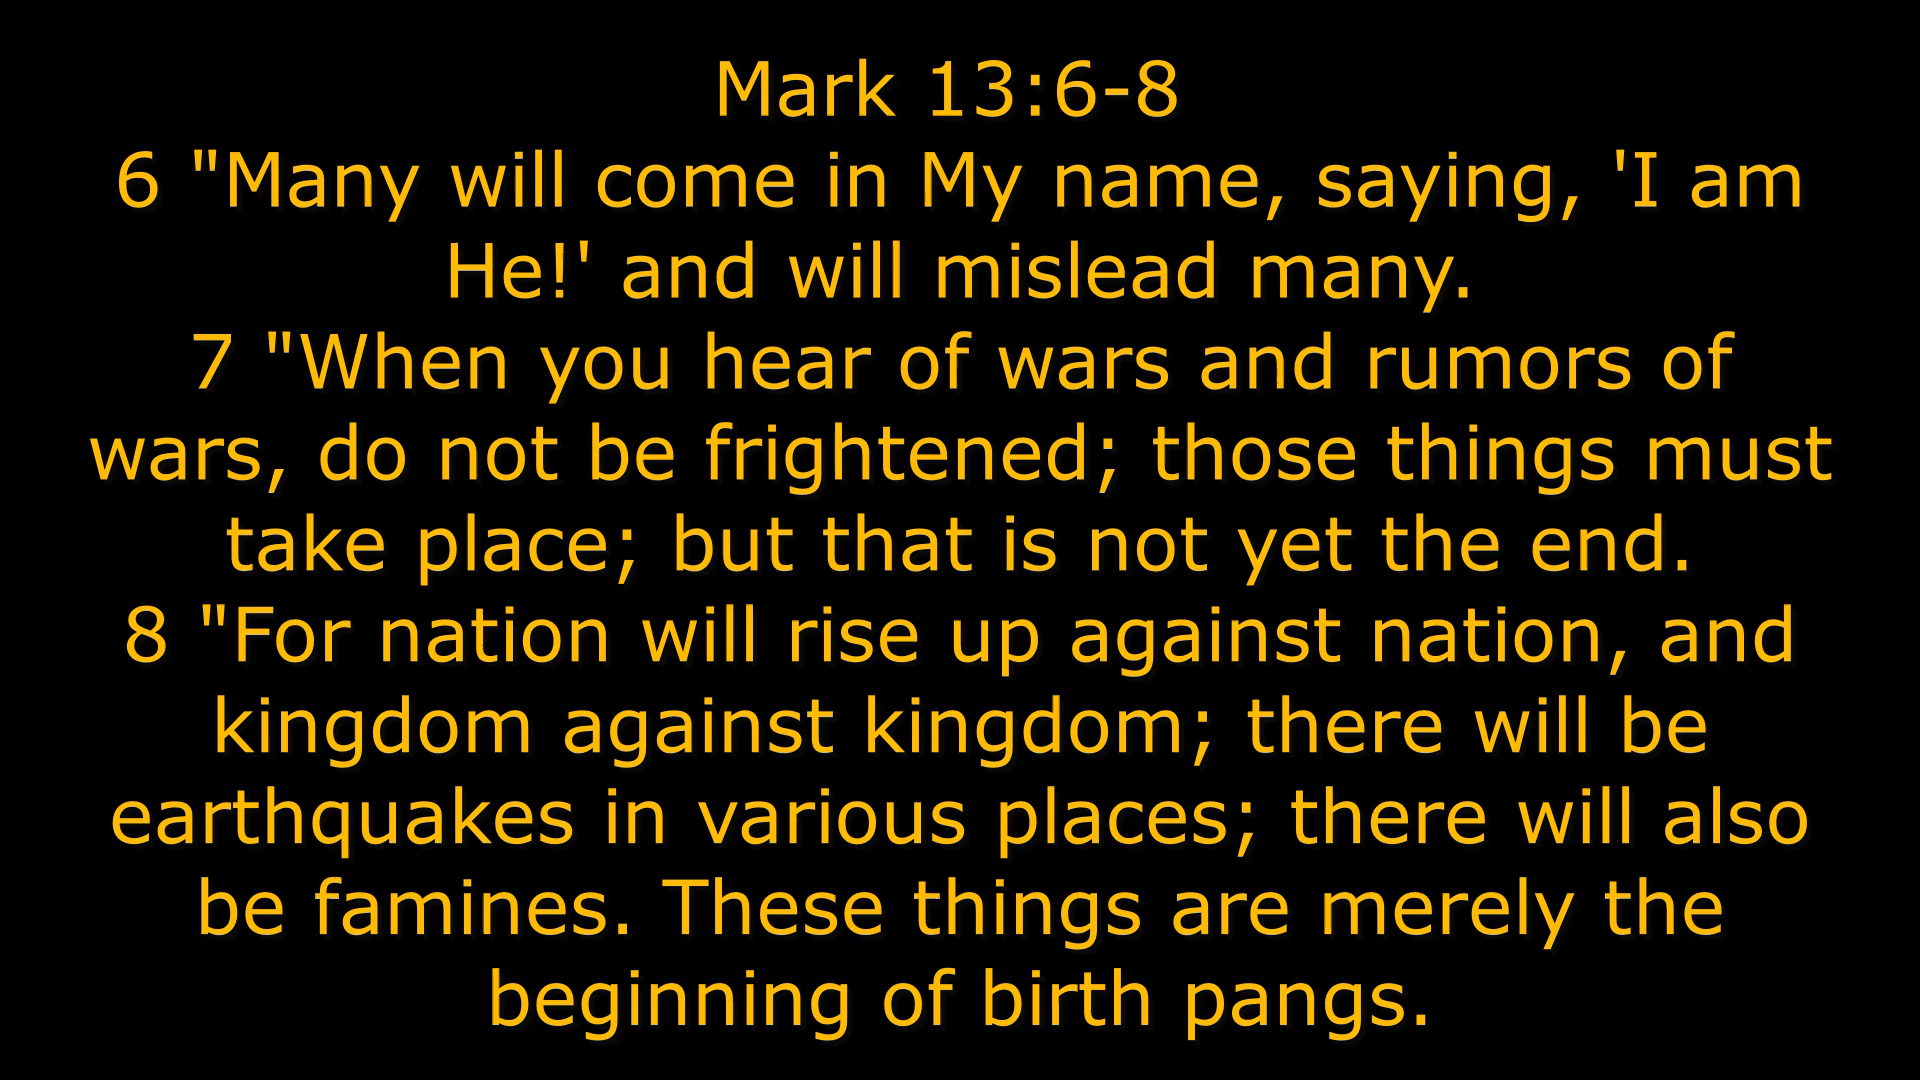 Mark 13:6-8
6 "Many will come in My name, saying, 'I am
He!' and will mislead many.
7 "When you hear of wars and rumors of
wars, do not be frightened; those things must
take place; but that is not yet the end.
8 "For nation will rise up against nation, and
kingdom against kingdom; there will be
earthquakes in various places; there will also
be famines. These things are merely the
beginning of birth pangs.